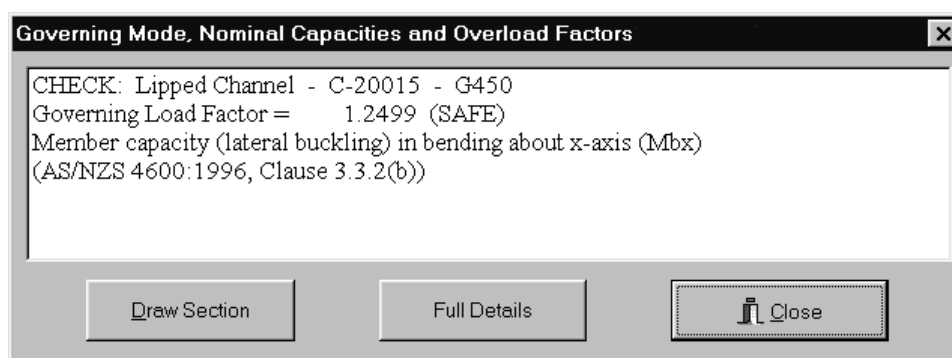 Governing Mode, Nominal Capacities and Overload Factors
CHECK: Lipped Channel - C-20015 - G450
Governing Load Factor = 1.2499 (SAFE)
Member capacity (lateral buckling) in bending about x-axis (Mbx)
(AS/NZS 4600:1996, Clause 3.3.2(b))
Draw Section Full Details Close